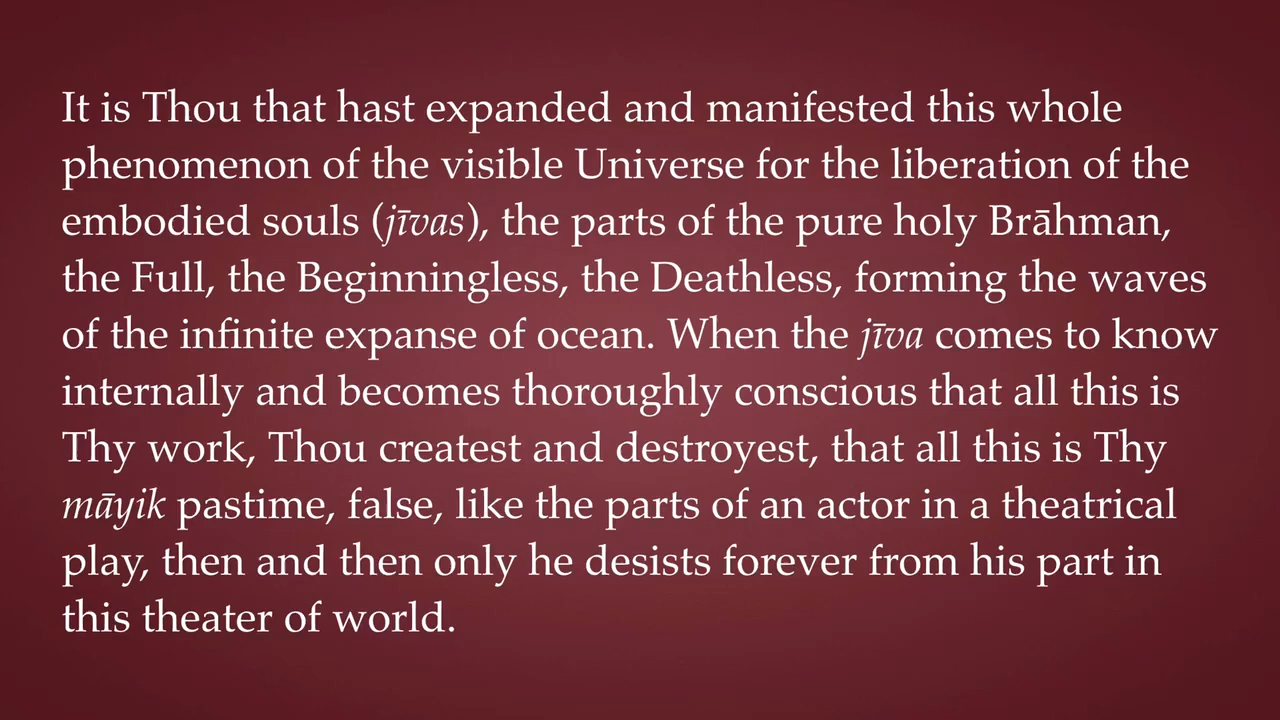 It is Thou that hast expanded and manifested this whole
phenomenon of the visible Universe for the liberation of the
embodied souls (jīvas), the parts of the pure holy Brāhman,
the Full, the Beginningless, the Deathless, forming the waves
of the infinite expanse of ocean. When the jīva comes to know
internally and becomes thoroughly conscious that all this is
Thy work, Thou createst and destroyest, that all this is Thy
māyik pastime, false, like the parts of an actor in a theatrical
play, then and then only he desists forever from his part in
this theater of world.